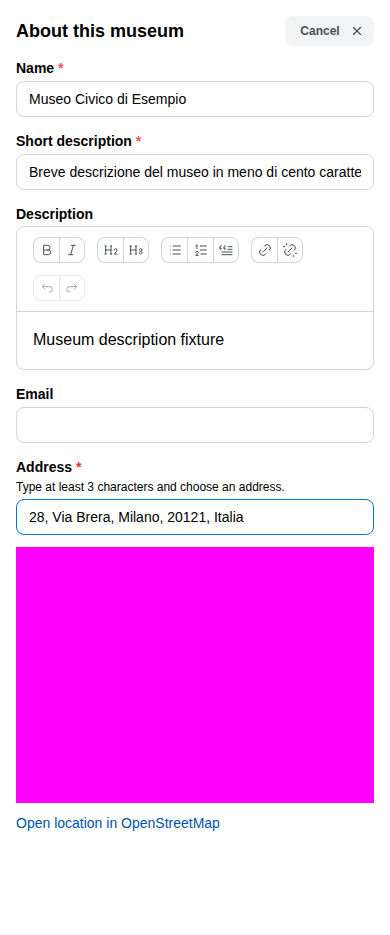 About this museum
Cancel
Name *
Museo Civico di Esempio
Short description *
Breve descrizione del museo in meno di cento caratte
Description
B I H2 H3
Museum description fixture
Email
Address *
Type at least 3 characters and choose an address.
28, Via Brera, Milano, 20121, Italia
Open location in OpenStreetMap